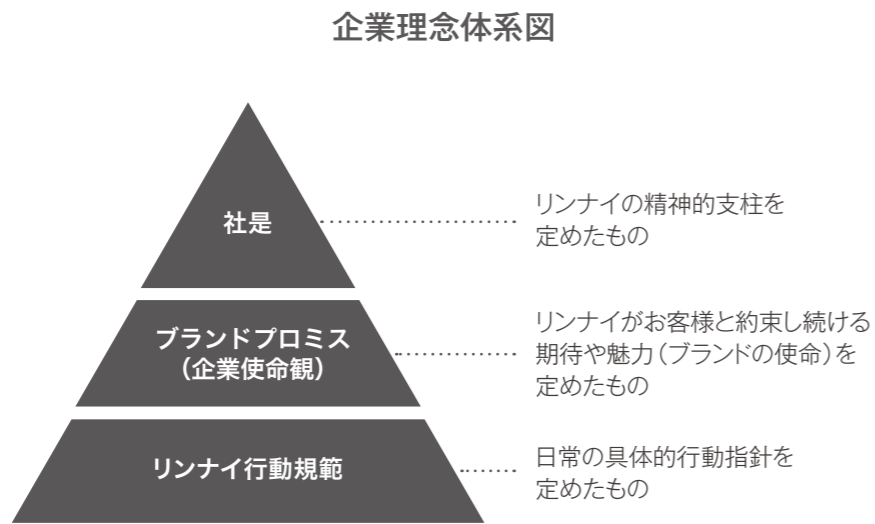 企業理念体系図
社是
リンナイの精神的支柱を
定めたもの
ブランドプロミス
（企業使命観）
リンナイがお客様と約束し続ける
期待や魅力（ブランドの使命）を
定めたもの
リンナイ行動規範
日常の具体的行動指針を
定めたもの